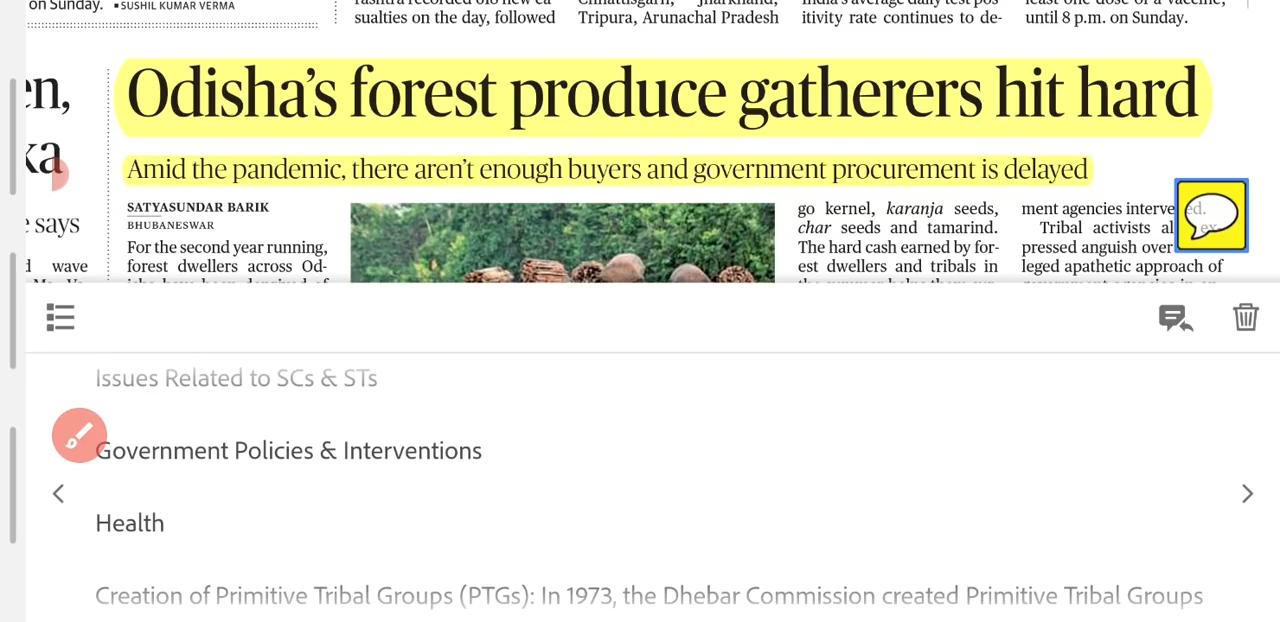 on Sunday. ■ SUSHIL KUMAR VERMA
sualties on the day, followed
Tripura, Arunachal Pradesh
itivity rate continues to de-
until 8 p.m. on Sunday.
en,
ka
says
wave
Odisha's forest produce gatherers hit hard
Amid the pandemic, there aren't enough buyers and government procurement is delayed
SATYASUNDAR BARIK
BHUBANESWAR
For the second year running,
forest dwellers across Od-
go kernel, karanja seeds,
char seeds and tamarind.
The hard cash earned by for-
est dwellers and tribals in
ment agencies intervened.
Tribal activists al ex-
pressed anguish over
leged apathetic approach of
Issues Related to SCs & STs
Government Policies & Interventions
Health
Creation of Primitive Tribal Groups (PTGs): In 1973, the Dhebar Commission created Primitive Tribal Groups